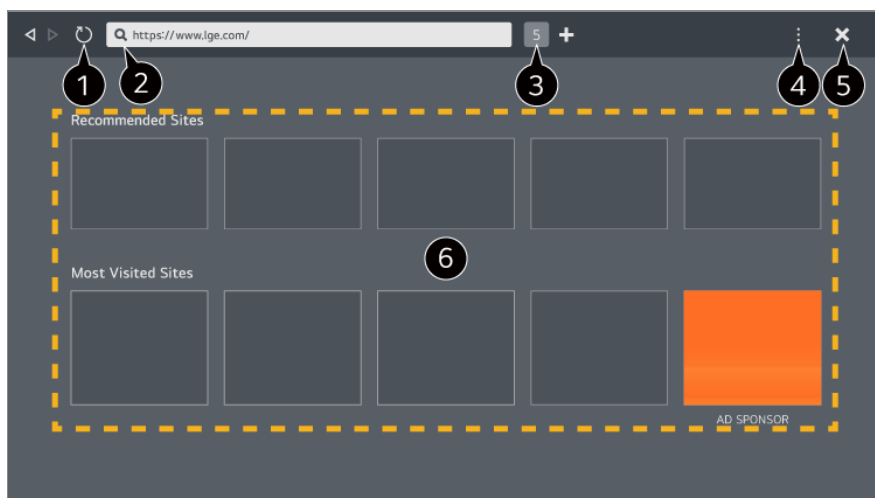 https://www.lge.com/ 5
1 2 3 4 5
Recommended Sites
6
Most Visited Sites
AD SPONSOR